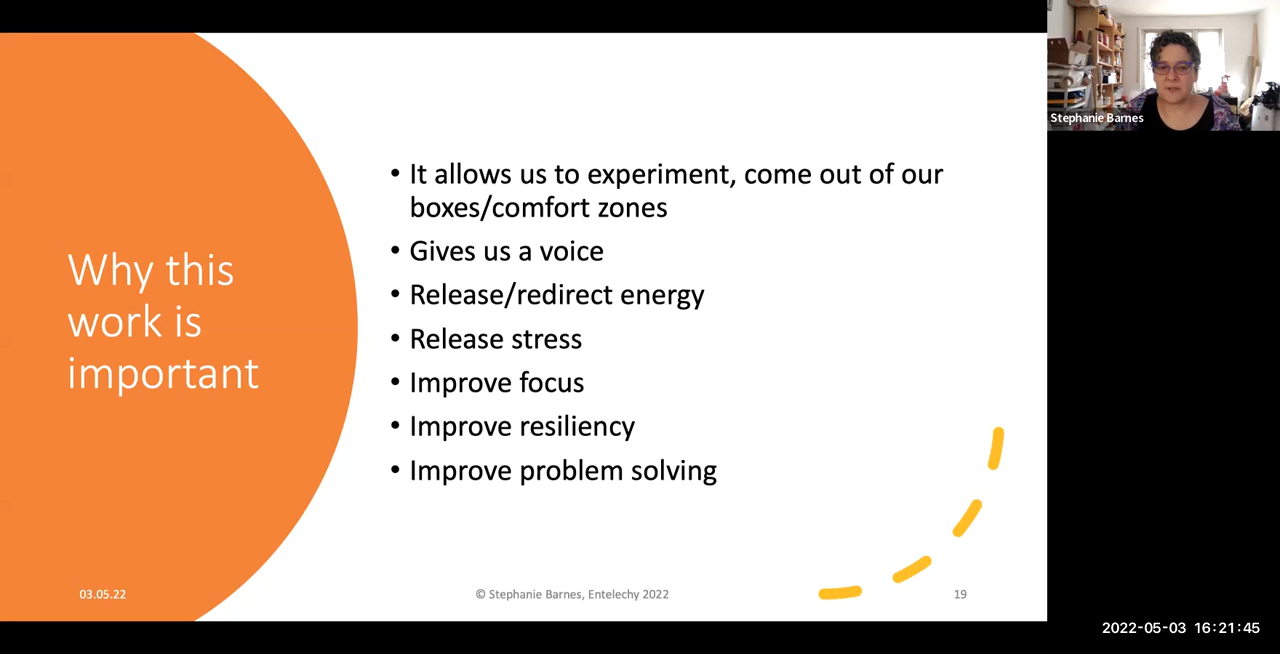 Why this
work is
important
• It allows us to experiment, come out of our
boxes/comfort zones
• Gives us a voice
• Release/redirect energy
• Release stress
• Improve focus
• Improve resiliency
• Improve problem solving
03.05.22
© Stephanie Barnes, Entelechy 2022
19
Stephanie Barnes
2022-05-03 16:21:45